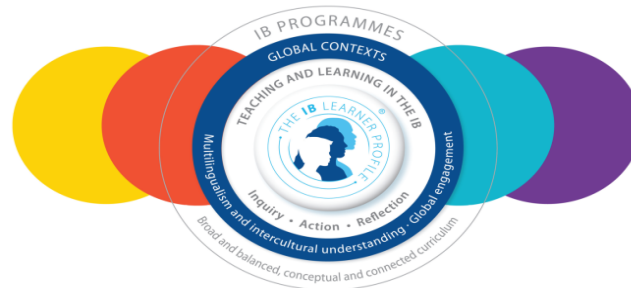 IB PROGRAMMES
GLOBAL CONTEXTS
TEACHING AND LEARNING IN THE IB
THE IB LEARNER PROFILE ®
Inquiry • Action • Reflection
Multilingualism and intercultural understanding • Global engagement
Broad and balanced, conceptual and connected curriculum